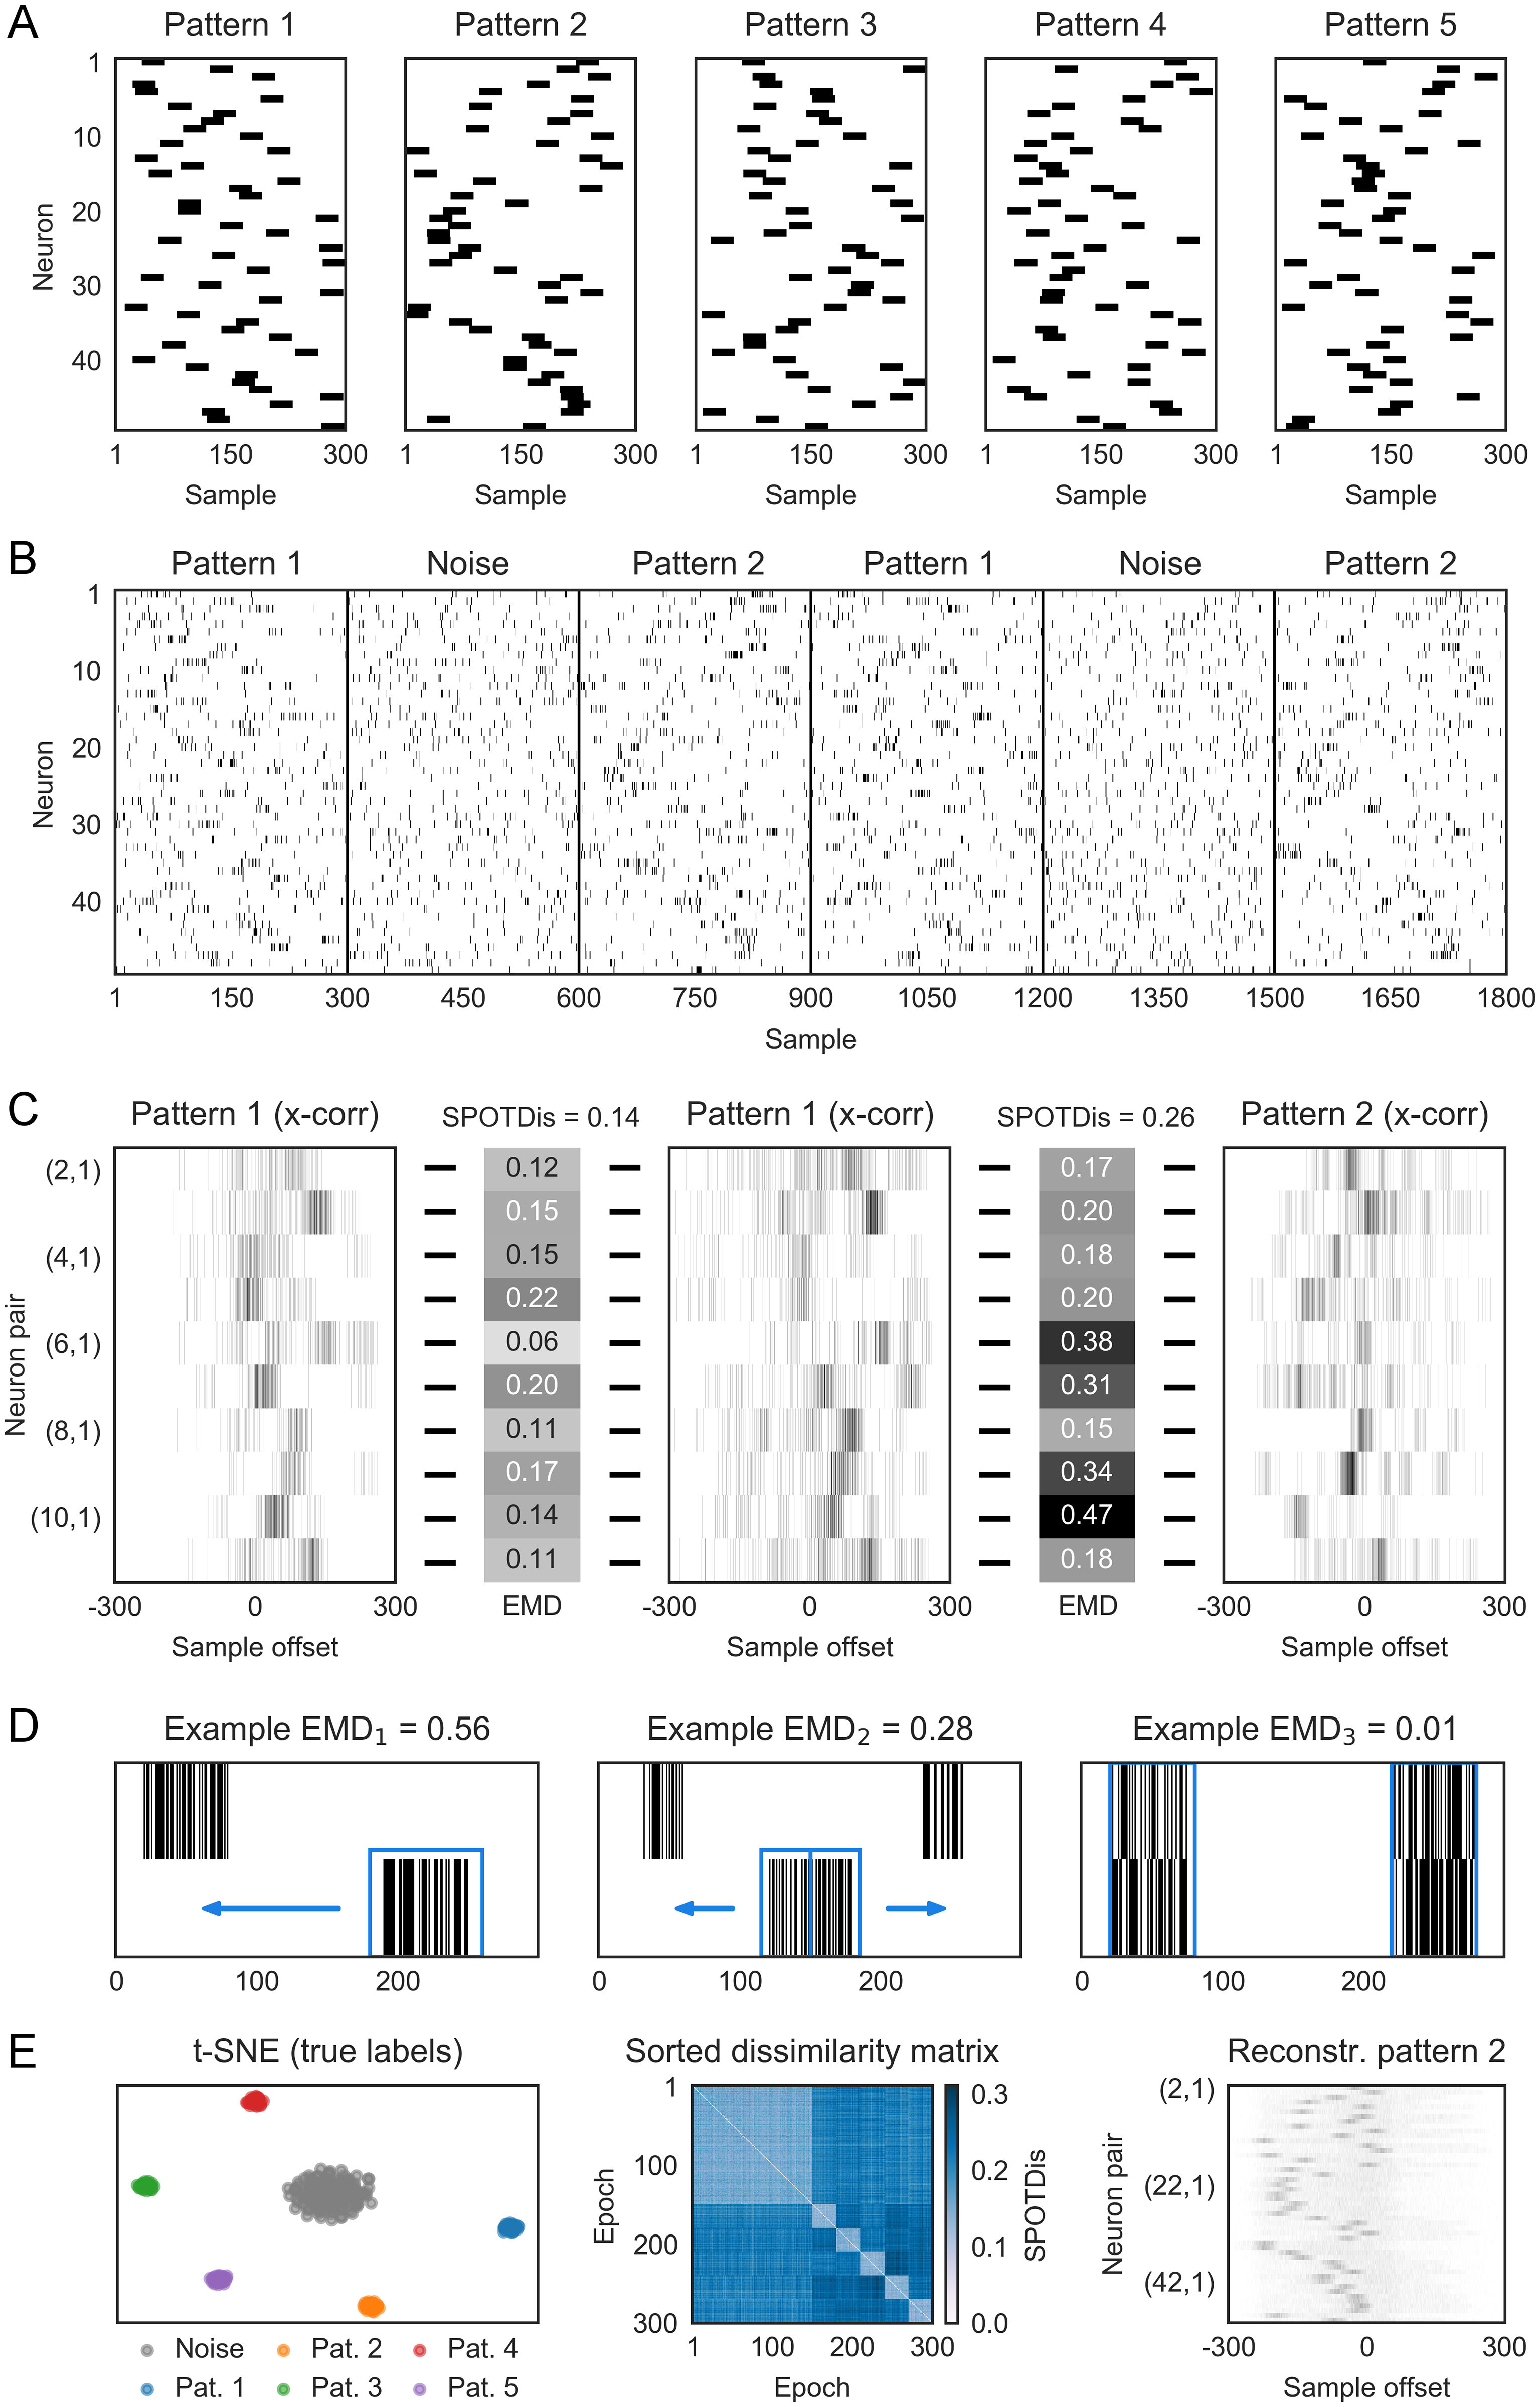 A
Pattern 1 Pattern 2 Pattern 3 Pattern 4 Pattern 5
Neuron
1
10
20
30
40
1 150 300 1 150 300 1 150 300 1 150 300 1 150 300
Sample Sample Sample Sample Sample
B
Pattern 1 Noise Pattern 2 Pattern 1 Noise Pattern 2
Neuron
1
10
20
30
40
1 150 300 450 600 750 900 1050 1200 1350 1500 1650 1800
Sample
C
Pattern 1 (x-corr) SPOTDis = 0.14 Pattern 1 (x-corr) SPOTDis = 0.26 Pattern 2 (x-corr)
Neuron pair
(2,1) 0.12 0.17
0.15 0.20
(4,1) 0.15 0.18
0.22 0.20
(6,1) 0.06 0.38
0.20 0.31
(8,1) 0.11 0.15
0.17 0.34
(10,1) 0.14 0.47
0.11 0.18
-300 0 300 EMD -300 0 300 EMD -300 0 300
Sample offset Sample offset Sample offset
D
Example EMD₁ = 0.56 Example EMD₂ = 0.28 Example EMD₃ = 0.01
0 100 200 0 100 200 0 100 200
E
t-SNE (true labels)
Noise Pat. 2 Pat. 4
Pat. 1 Pat. 3 Pat. 5
Sorted dissimilarity matrix
Epoch
1
100
200
300
1 100 200 300
Epoch
0.3
0.2
0.1
0.0
SPOTDis
Reconstr. pattern 2
Neuron pair
(2,1)
(22,1)
(42,1)
-300 0 300
Sample offset